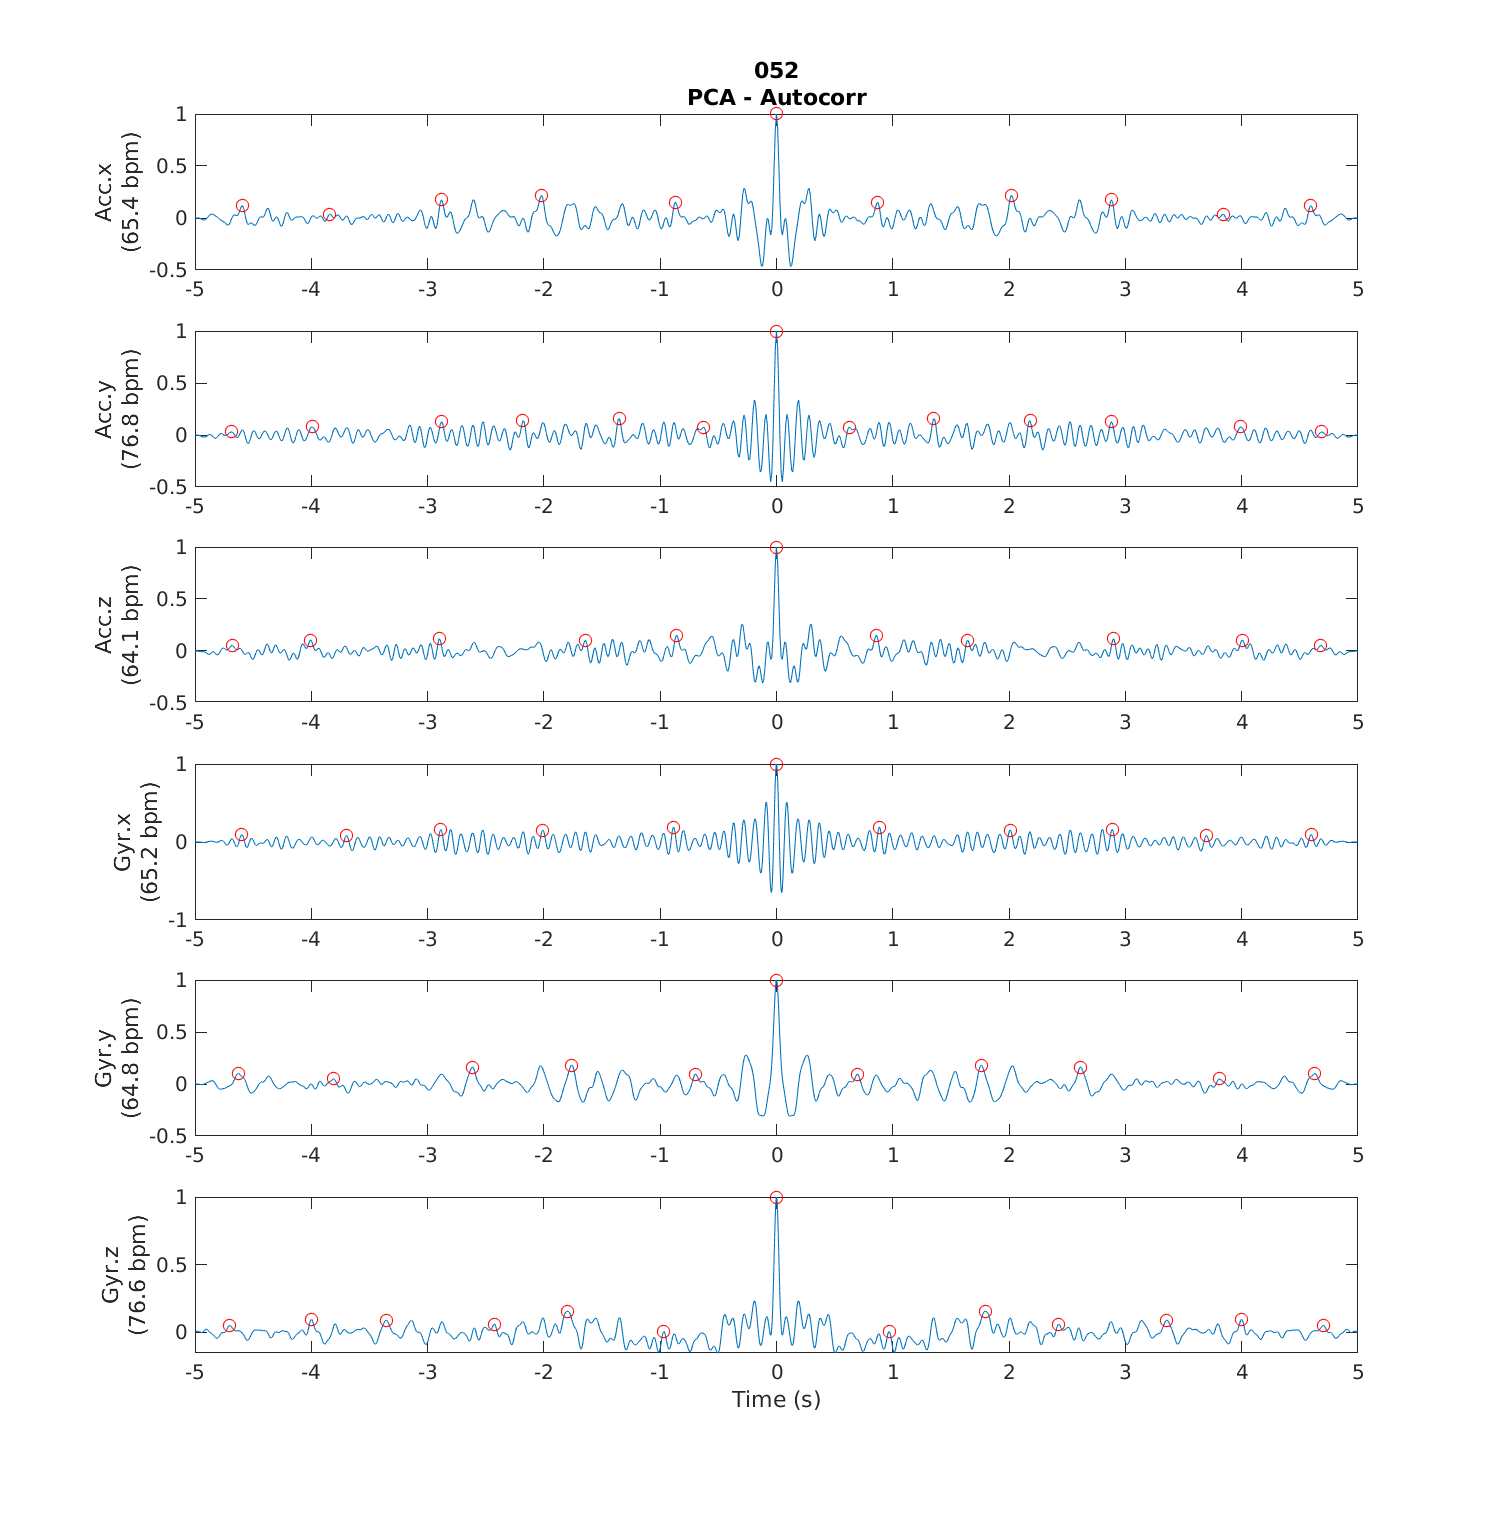 052
PCA - Autocorr
Acc.x
(65.4 bpm)
1
0.5
0
-0.5
-5 -4 -3 -2 -1 0 1 2 3 4 5
Acc.y
(76.8 bpm)
1
0.5
0
-0.5
-5 -4 -3 -2 -1 0 1 2 3 4 5
Acc.z
(64.1 bpm)
1
0.5
0
-0.5
-5 -4 -3 -2 -1 0 1 2 3 4 5
Gyr.x
(65.2 bpm)
1
0
-1
-5 -4 -3 -2 -1 0 1 2 3 4 5
Gyr.y
(64.8 bpm)
1
0.5
0
-0.5
-5 -4 -3 -2 -1 0 1 2 3 4 5
Gyr.z
(76.6 bpm)
1
0.5
0
-5 -4 -3 -2 -1 0 1 2 3 4 5
Time (s)